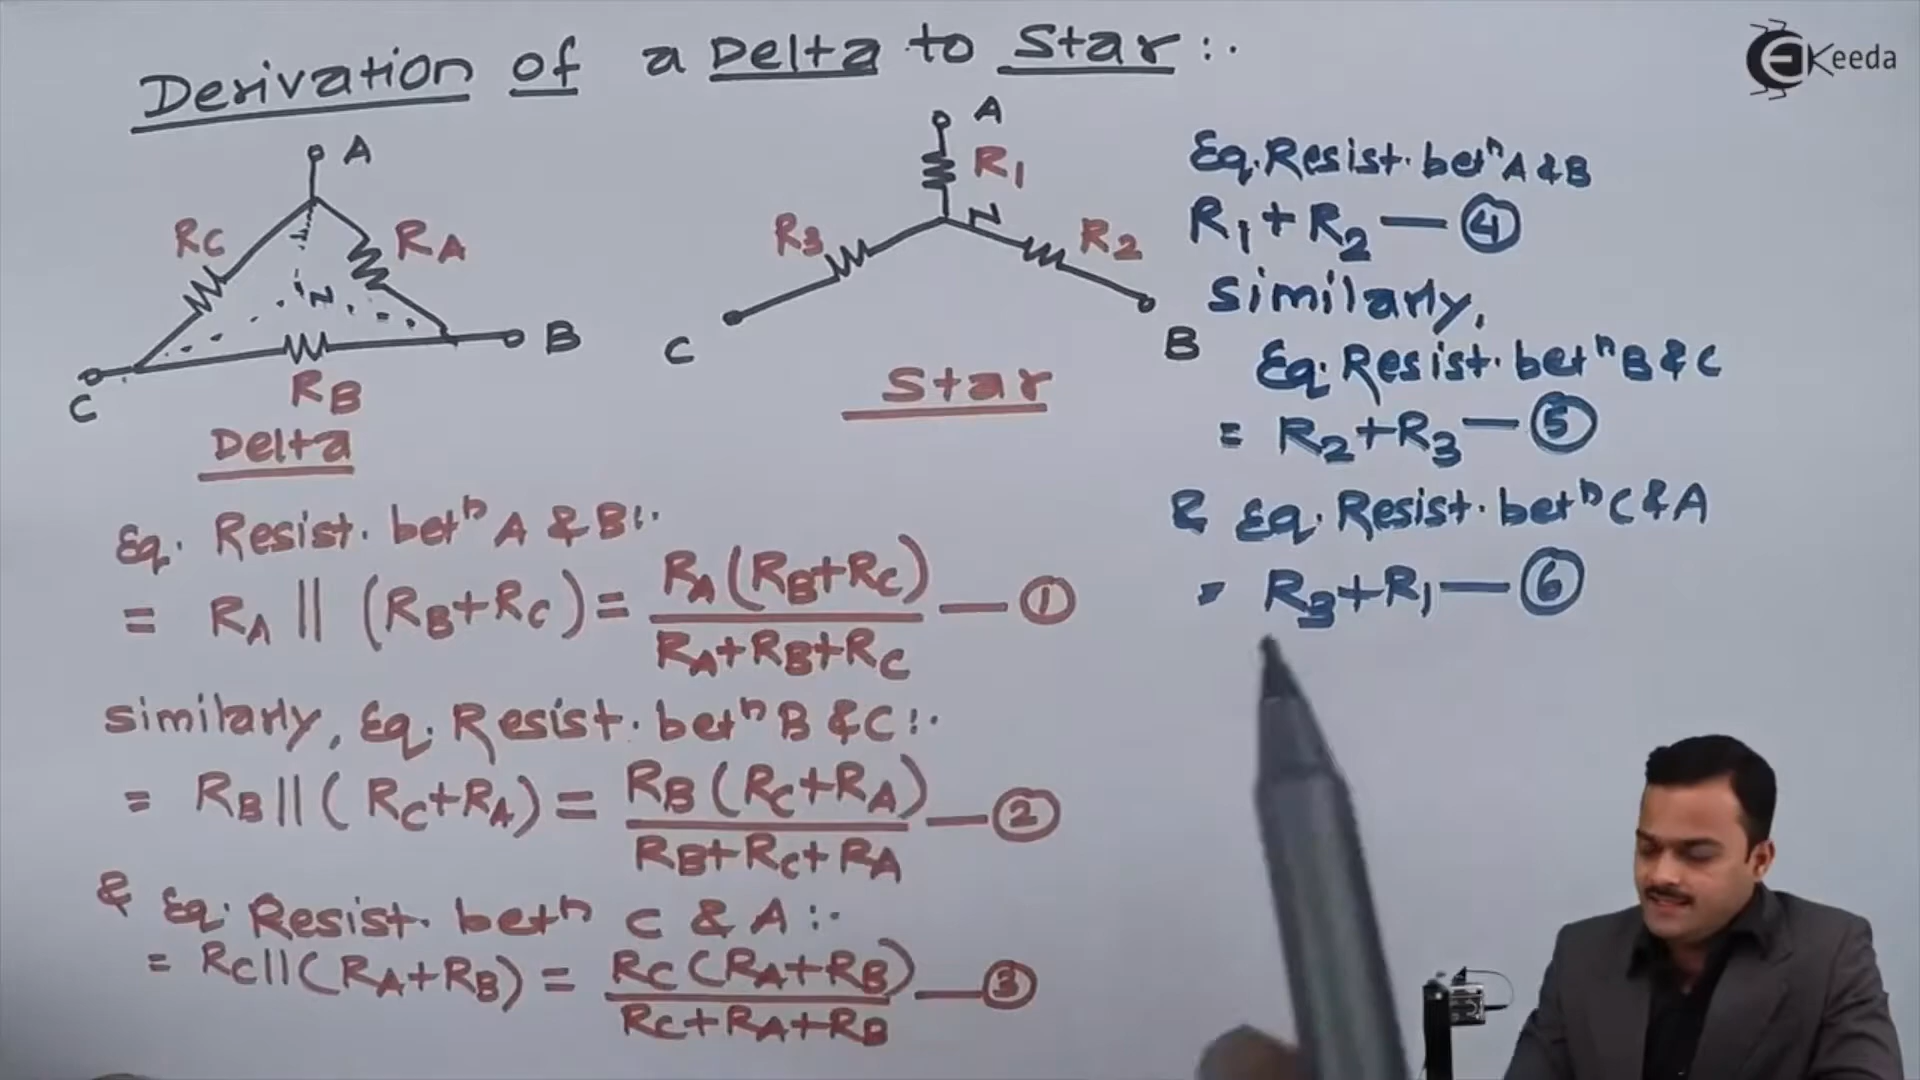 Derivation of a Delta to Star:.
EKeeda
A
RC
RA
N
B
RB
C
Delta
A
R1
N
R3
R2
C
B
Star
Eq. Resist. betn A & B:.
= RA || (RB+RC) = RA (RB+RC) / RA+RB+RC — ①
similarly, Eq. Resist. betn B & C:.
= RB || (RC+RA) = RB (RC+RA) / RB+RC+RA — ②
& Eq. Resist. betn C & A:.
= RC || (RA+RB) = RC (RA+RB) / RC+RA+RB — ③
Eq. Resist. betn A & B
R1+R2 — ④
Similarly,
Eq. Resist. betn B & C
= R2+R3 — ⑤
& Eq. Resist. betn C & A
= R3+R1 — ⑥